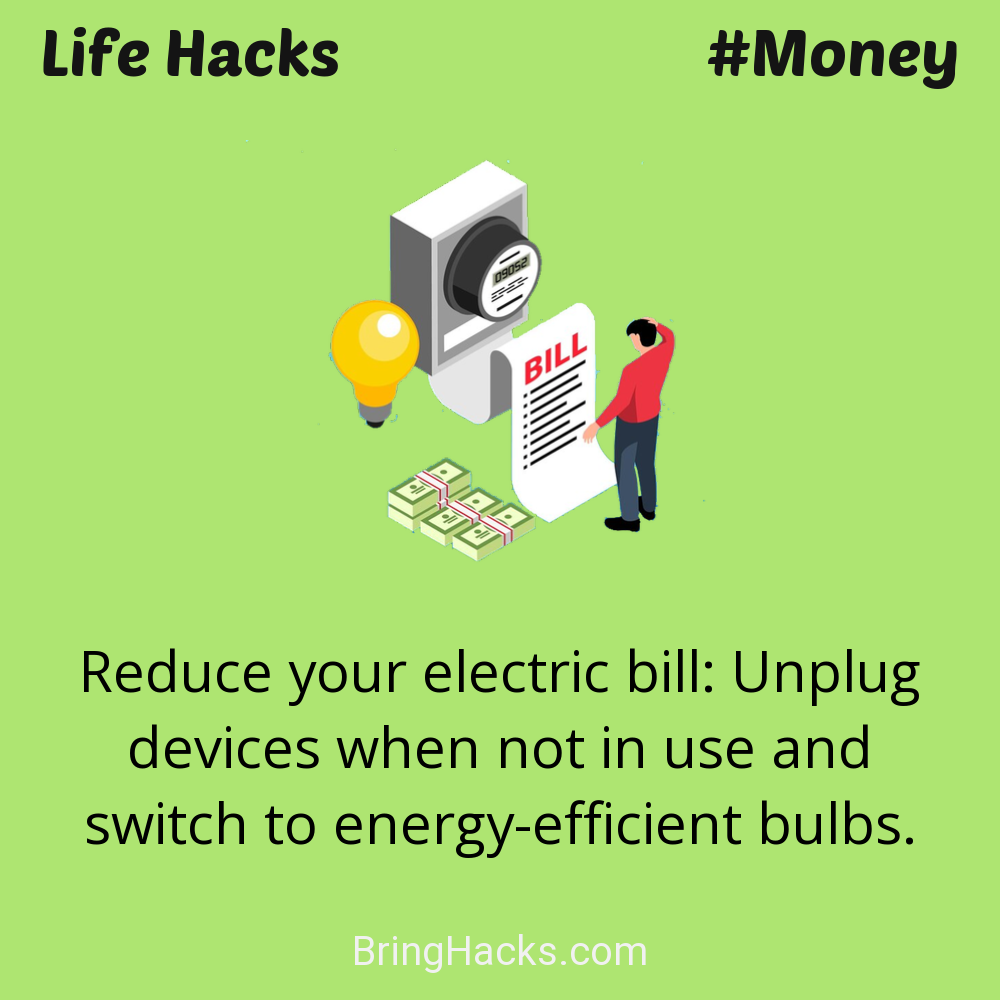 Life Hacks #Money
09052
BILL
Reduce your electric bill: Unplug
devices when not in use and
switch to energy-efficient bulbs.
BringHacks.com